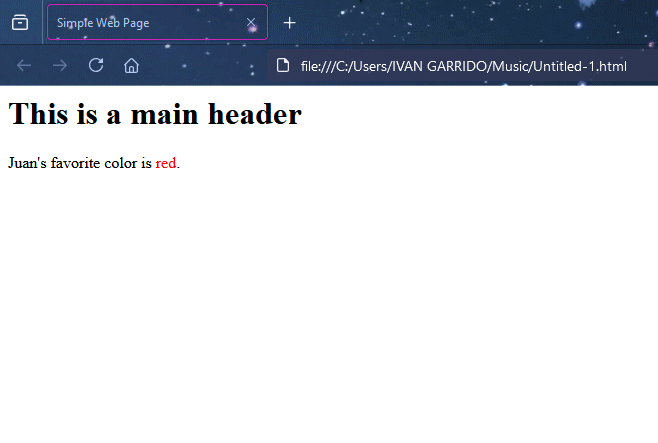 Simple Web Page
file:///C:/Users/IVAN GARRIDO/Music/Untitled-1.html
This is a main header
Juan's favorite color is red.